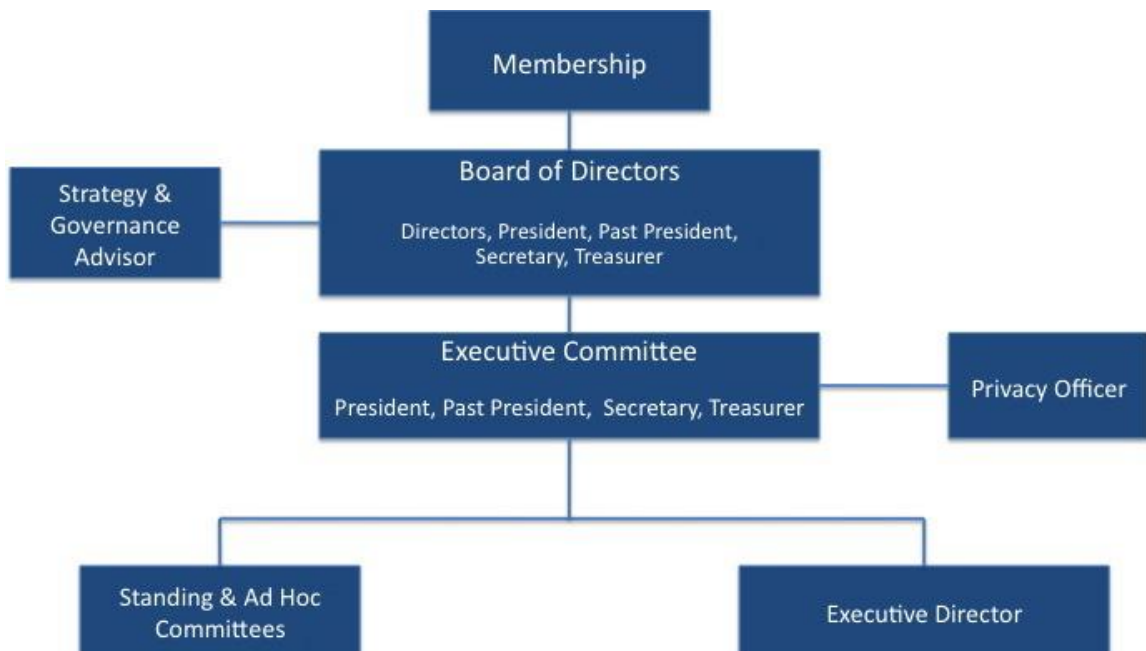 Membership
Board of Directors
Directors, President, Past President,
Secretary, Treasurer
Strategy &
Governance
Advisor
Executive Committee
President, Past President,  Secretary, Treasurer
Privacy Officer
Standing & Ad Hoc
Committees
Executive Director